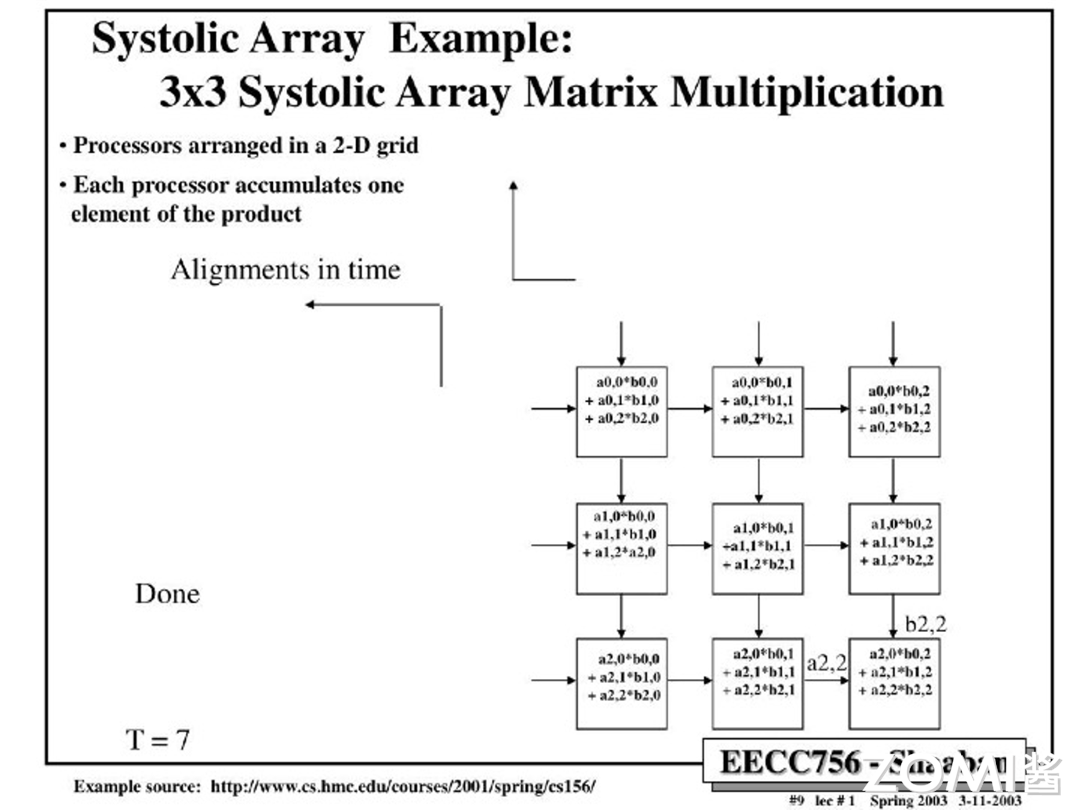 Systolic Array Example:
3x3 Systolic Array Matrix Multiplication
• Processors arranged in a 2-D grid
• Each processor accumulates one
element of the product
Alignments in time
a0,0*b0,0
+ a0,1*b1,0
+ a0,2*b2,0
a0,0*b0,1
+ a0,1*b1,1
+ a0,2*b2,1
a0,0*b0,2
+ a0,1*b1,2
+ a0,2*b2,2
a1,0*b0,0
+ a1,1*b1,0
+ a1,2*a2,0
a1,0*b0,1
+a1,1*b1,1
+ a1,2*b2,1
a1,0*b0,2
+ a1,1*b1,2
+ a1,2*b2,2
Done
b2,2
a2,0*b0,0
+ a2,1*b1,0
+ a2,2*b2,0
a2,0*b0,1
+ a2,1*b1,1
+ a2,2*b2,1
a2,2
a2,0*b0,2
+ a2,1*b1,2
+ a2,2*b2,2
T = 7
EECC756 - Shaaban
ZOMI酱
Example source: http://www.cs.hmc.edu/courses/2001/spring/cs156/
#9 lec # 1 Spring 2003 3-11-2003